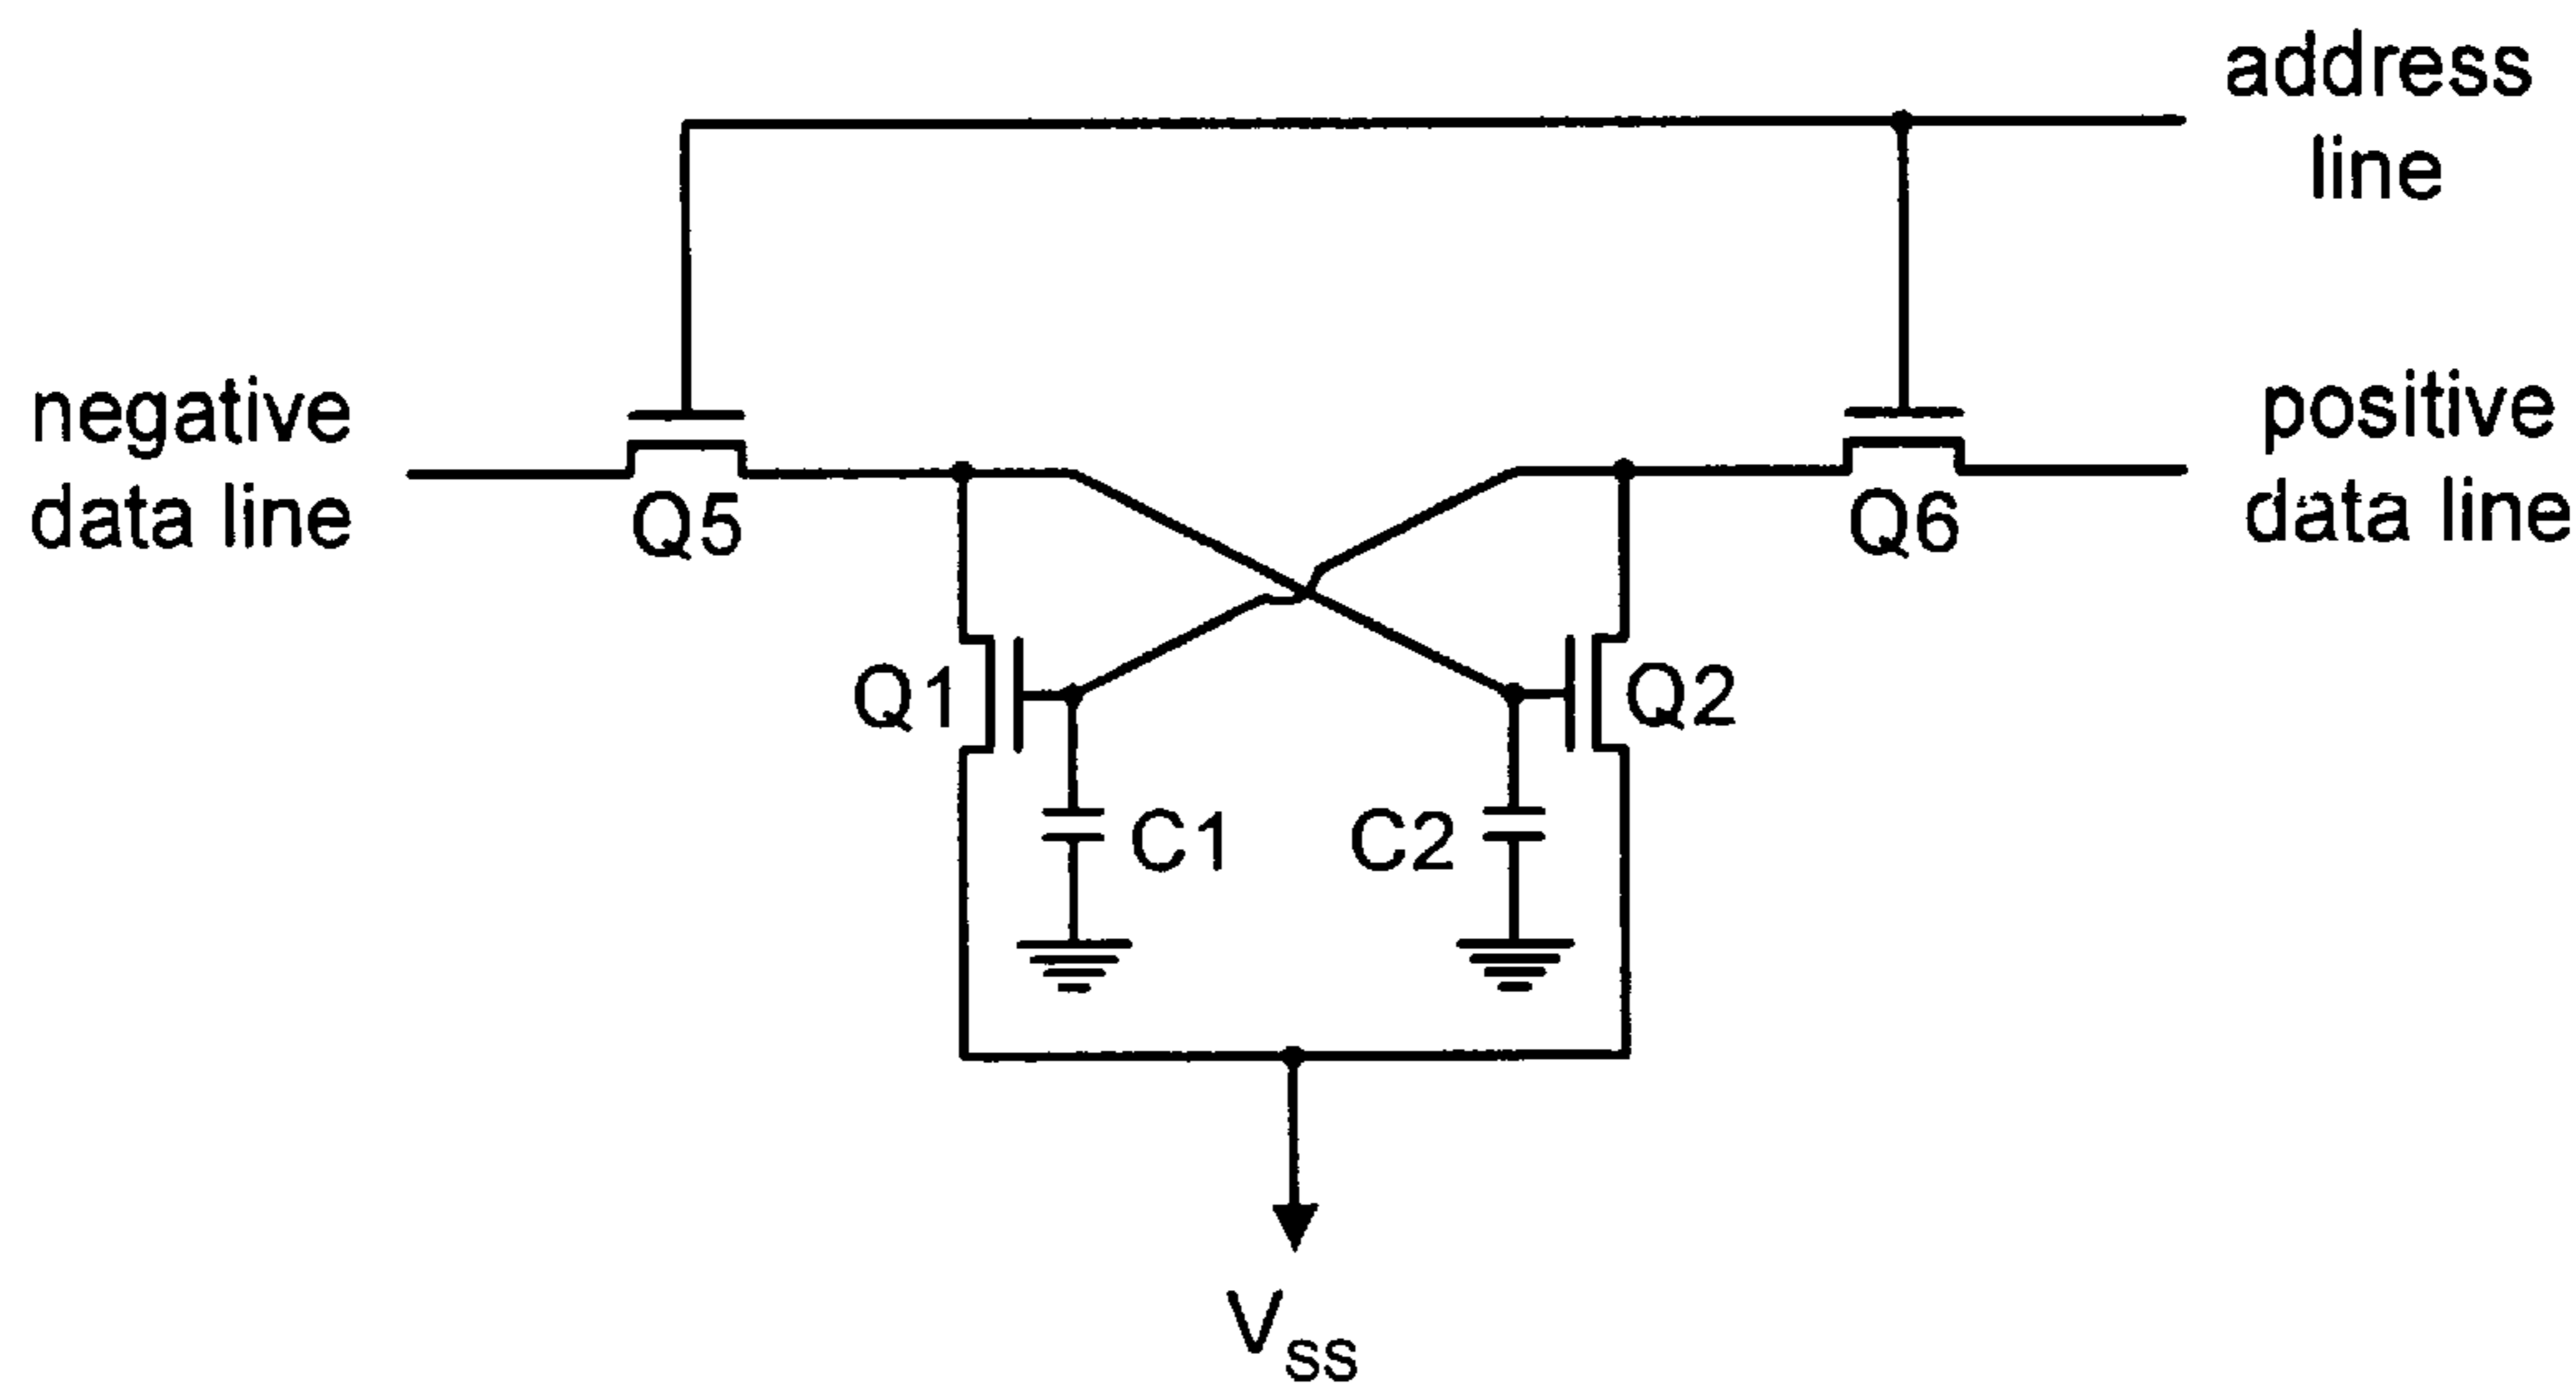 address
line
negative
data line
positive
data line
Q5
Q6
Q1
Q2
C1
C2
VSS